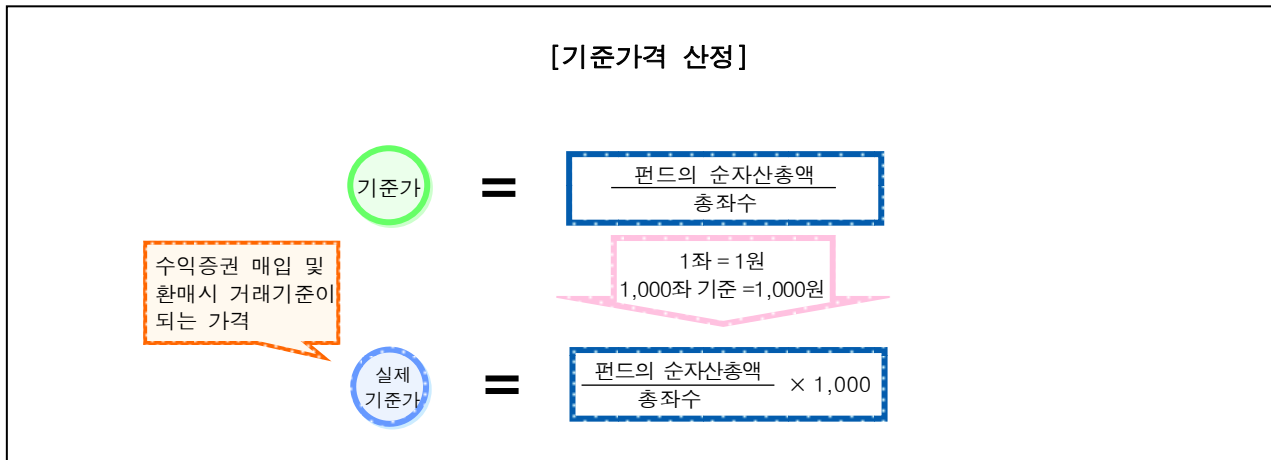 [기준가격 산정]
기준가
=
펀드의 순자산총액
총좌수
1좌 = 1원
1,000좌 기준 =1,000원
수익증권 매입 및
환매시 거래기준이
되는 가격
실제
기준가
=
펀드의 순자산총액
총좌수
× 1,000